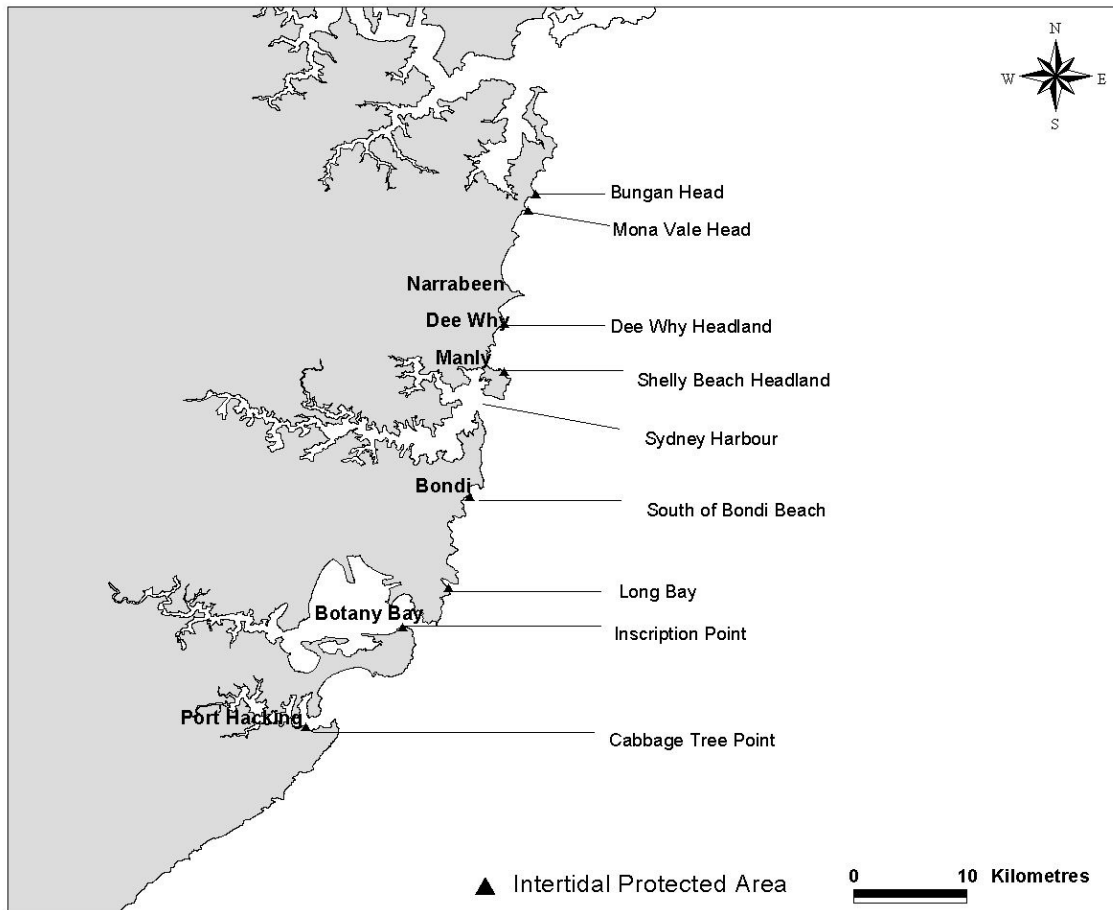 N
W E
S
Bungan Head
Mona Vale Head
Narrabeen
Dee Why
Dee Why Headland
Manly
Shelly Beach Headland
Sydney Harbour
Bondi
South of Bondi Beach
Long Bay
Botany Bay
Inscription Point
Port Hacking
Cabbage Tree Point
Intertidal Protected Area
0 10 Kilometres